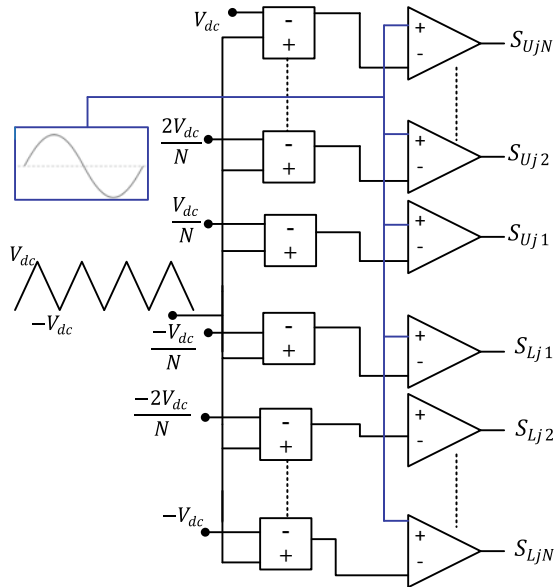 V_dc
- 
+
+
-
S_UjN
2V_dc/N
-
+
+
-
S_Uj2
V_dc/N
-
+
+
-
S_Uj1
V_dc
-V_dc
-V_dc/N
-
+
+
-
S_Lj1
-2V_dc/N
-
+
+
-
S_Lj2
-V_dc
-
+
+
-
S_LjN